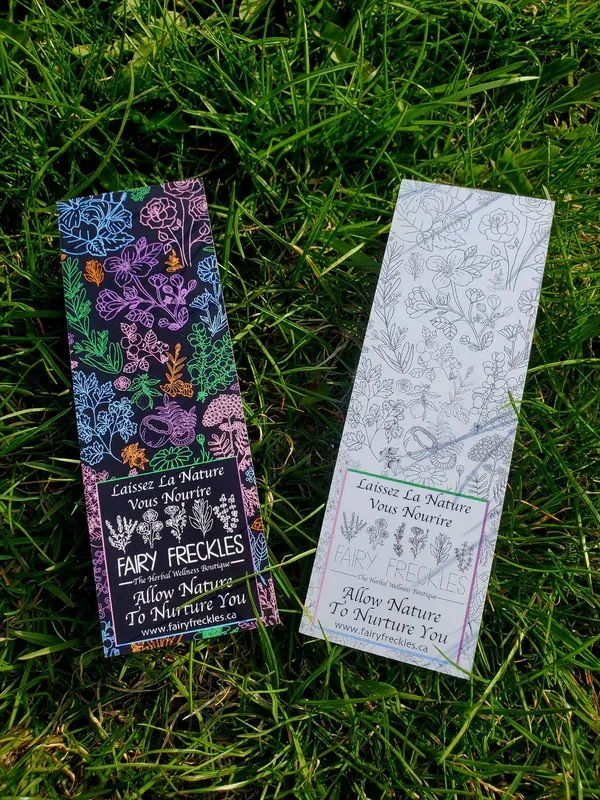 Laissez La Nature
Vous Nourire
FAIRY FRECKLES
The Herbal Wellness Boutique
Allow Nature
To Nurture You
www.fairyfreckles.ca
Laissez La Nature
Vous Nourire
FAIRY FRECKLES
The Herbal Wellness Boutique
Allow Nature
To Nurture You
www.fairyfreckles.ca